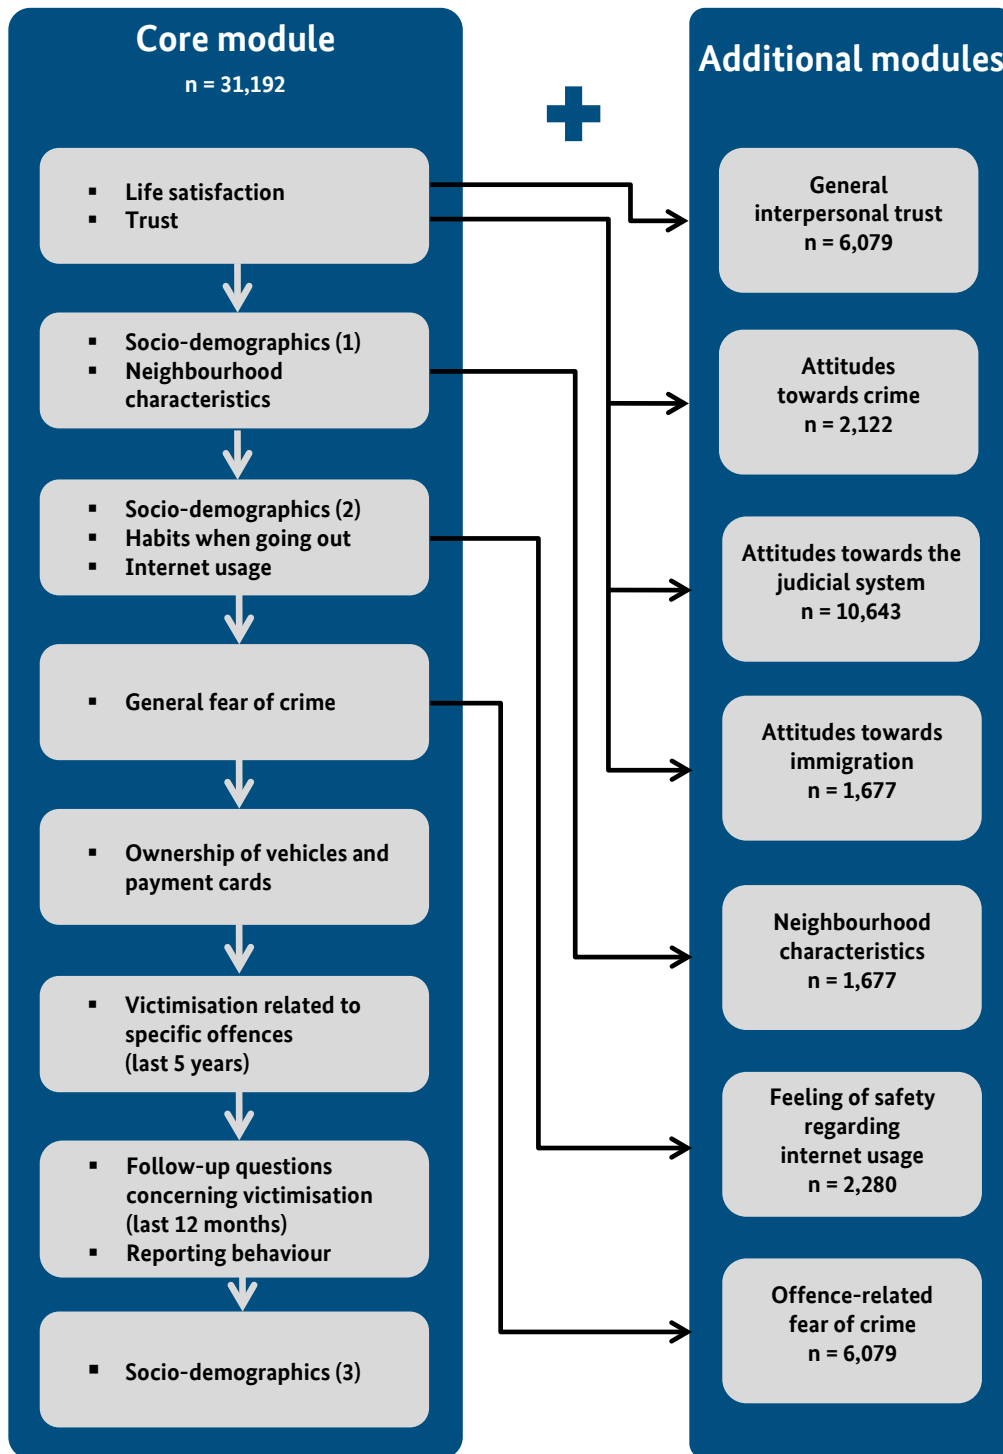 Core module
n = 31,192
▪ Life satisfaction
▪ Trust
▪ Socio-demographics (1)
▪ Neighbourhood
characteristics
▪ Socio-demographics (2)
▪ Habits when going out
▪ Internet usage
▪ General fear of crime
▪ Ownership of vehicles and
payment cards
▪ Victimisation related to
specific offences
(last 5 years)
▪ Follow-up questions
concerning victimisation
(last 12 months)
▪ Reporting behaviour
▪ Socio-demographics (3)
Additional modules
General
interpersonal trust
n = 6,079
Attitudes
towards crime
n = 2,122
Attitudes towards the
judicial system
n = 10,643
Attitudes towards
immigration
n = 1,677
Neighbourhood
characteristics
n = 1,677
Feeling of safety
regarding
internet usage
n = 2,280
Offence-related
fear of crime
n = 6,079